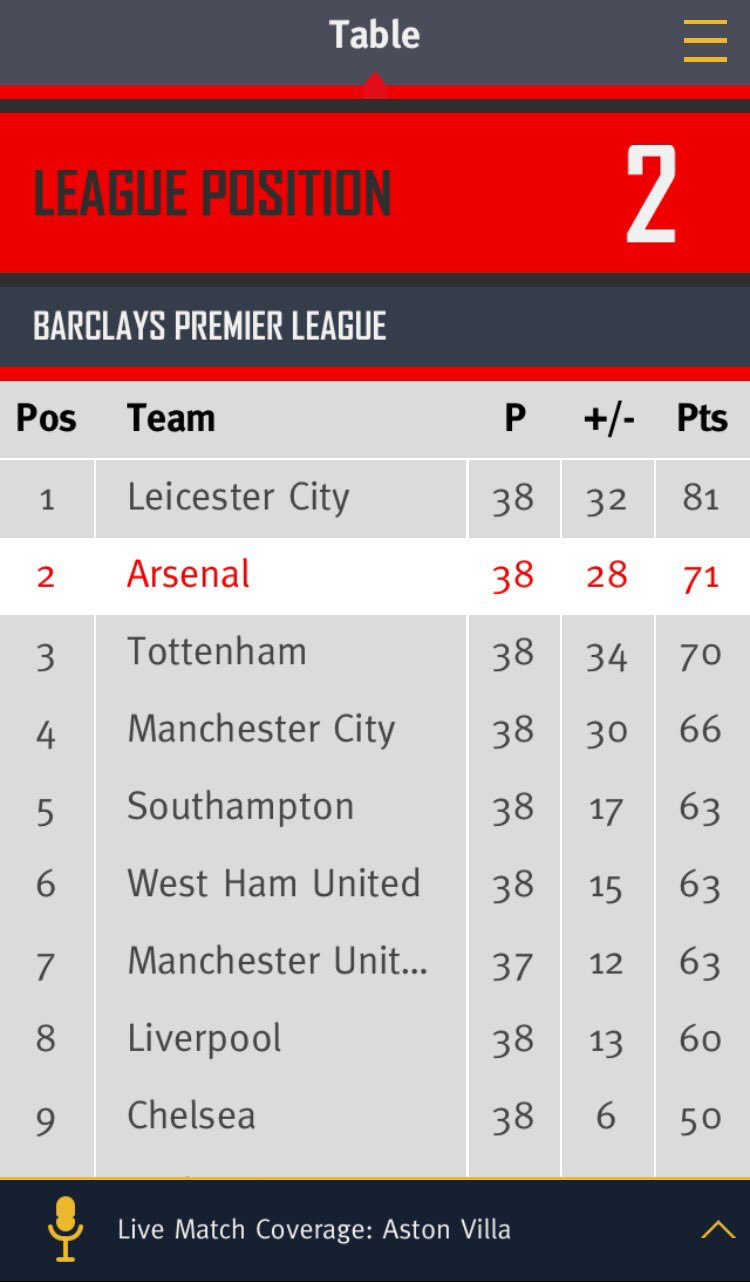 Table
LEAGUE POSITION 2
BARCLAYS PREMIER LEAGUE
Pos Team P +/- Pts
1 Leicester City 38 32 81
2 Arsenal 38 28 71
3 Tottenham 38 34 70
4 Manchester City 38 30 66
5 Southampton 38 17 63
6 West Ham United 38 15 63
7 Manchester Unit... 37 12 63
8 Liverpool 38 13 60
9 Chelsea 38 6 50
Live Match Coverage: Aston Villa